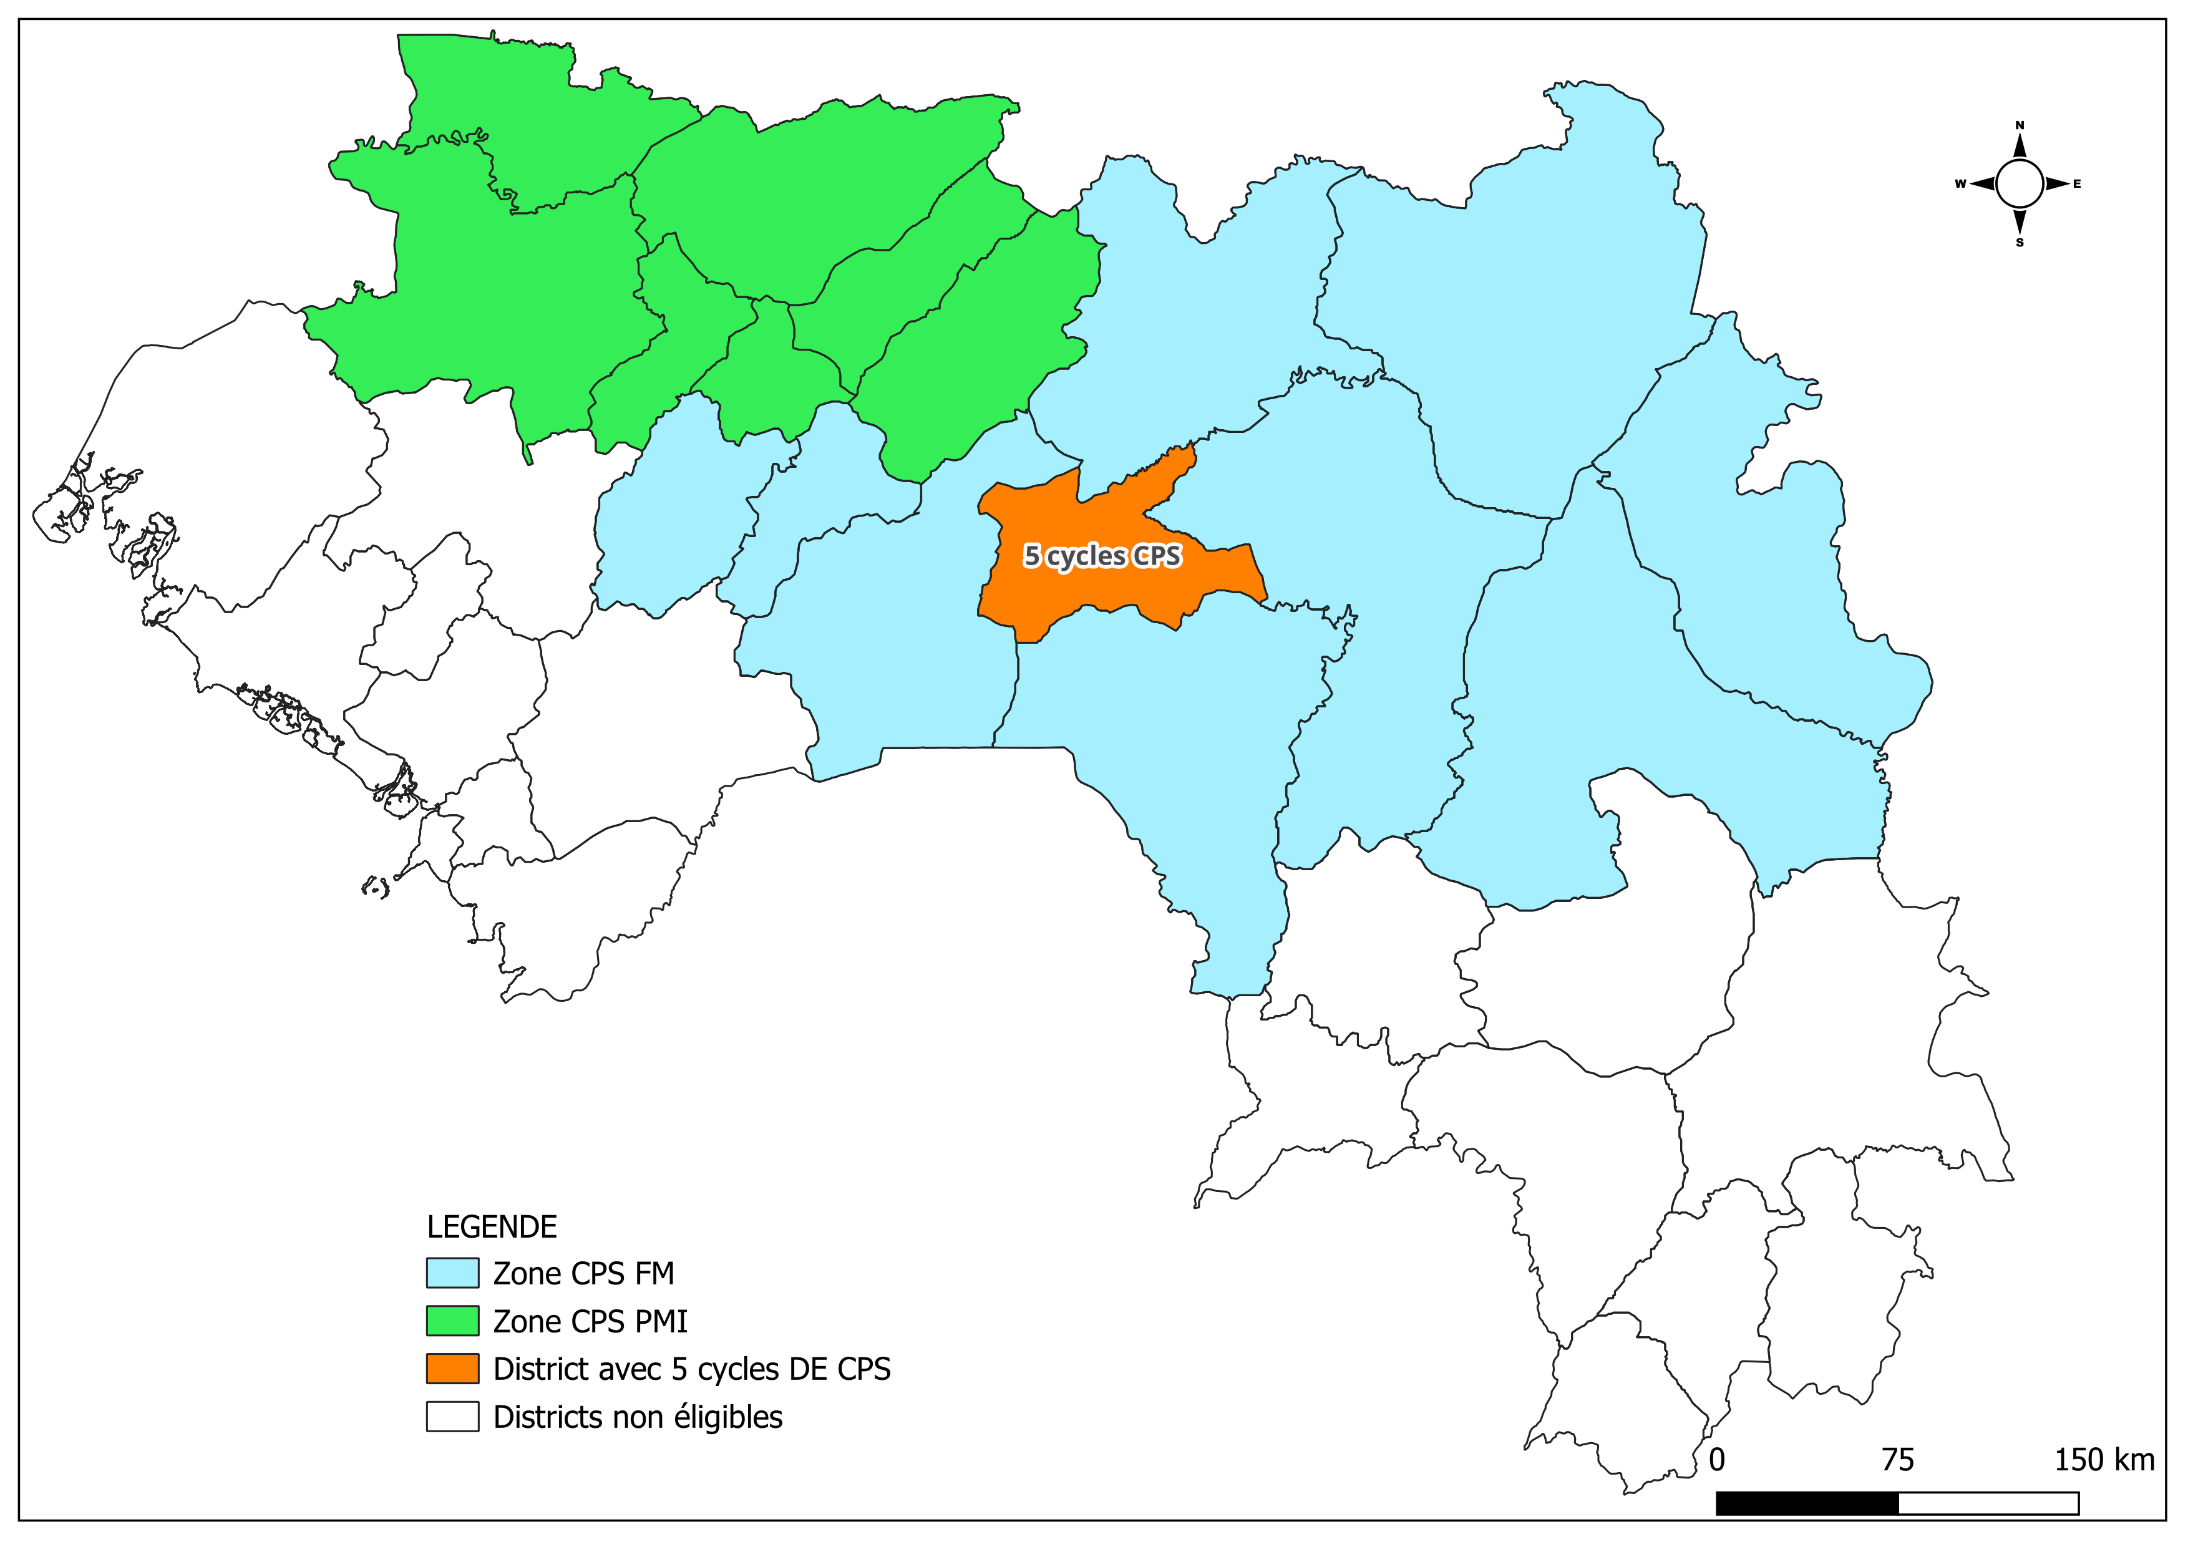 N
W E
S
5 cycles CPS
LEGENDE
Zone CPS FM
Zone CPS PMI
District avec 5 cycles DE CPS
Districts non éligibles
0 75 150 km